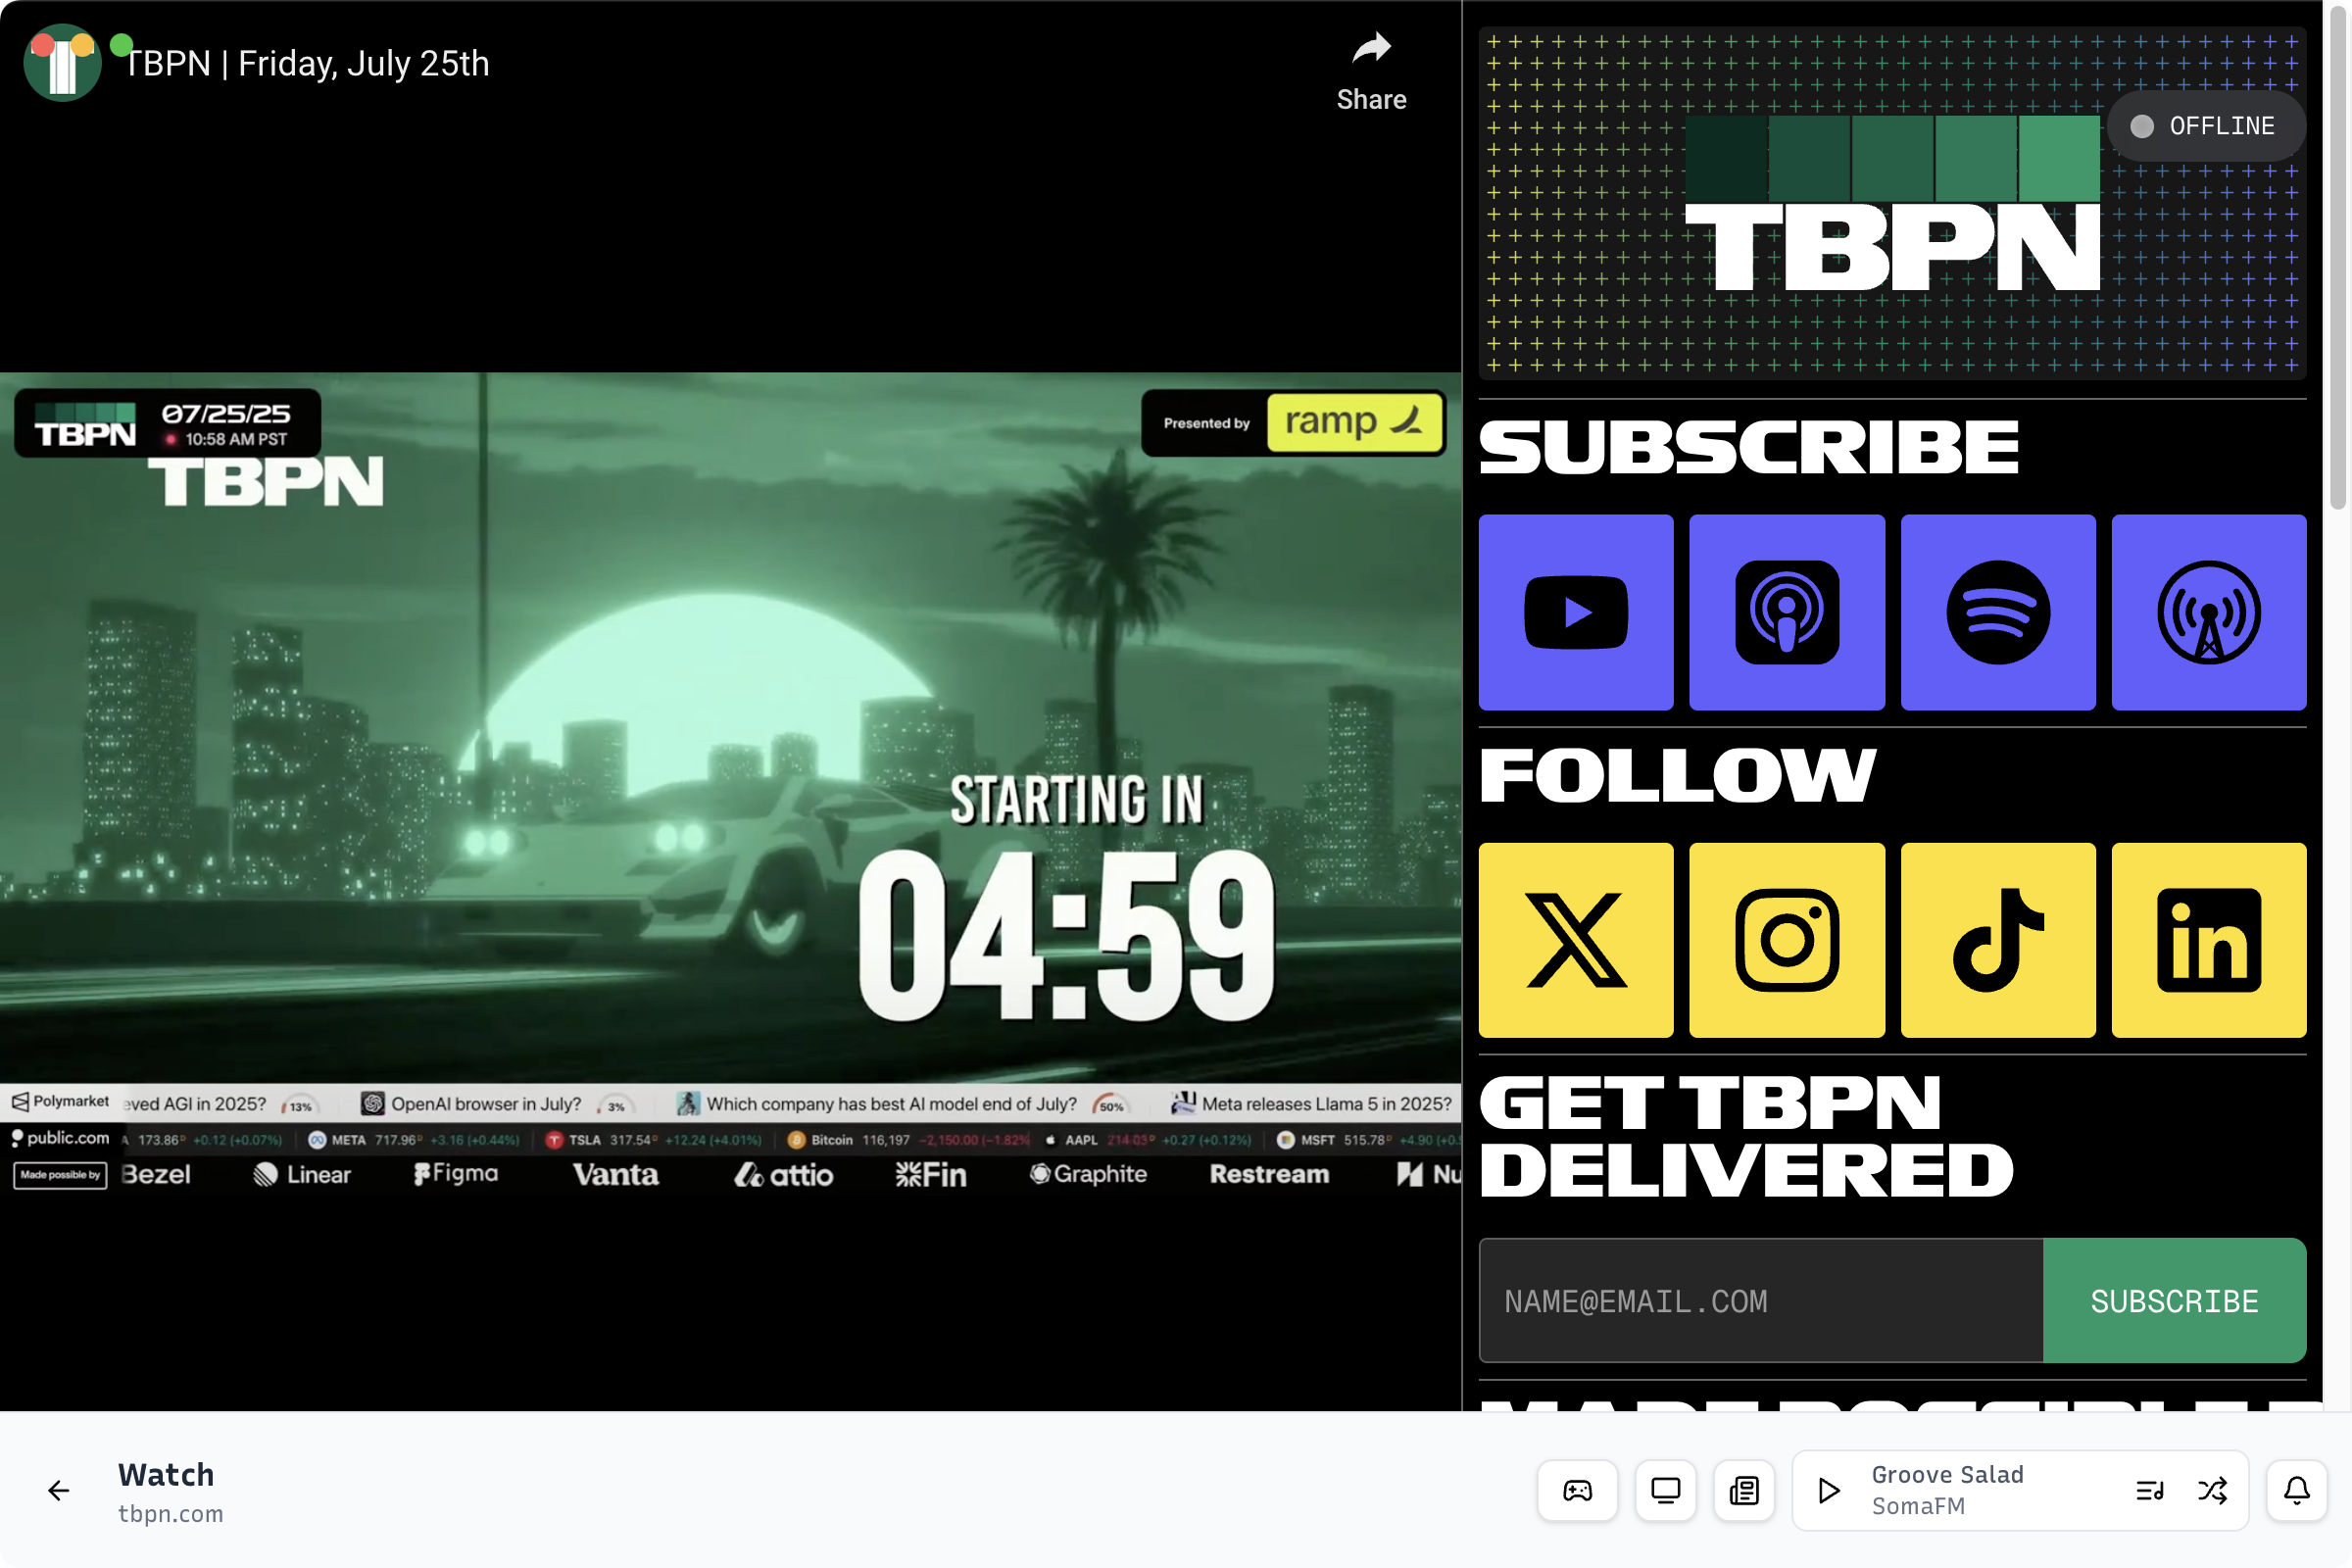 TBPN | Friday, July 25th
Share
TBPN
07/25/25
10:58 AM PST
TBPN
Presented by
ramp
STARTING IN
04:59
Polymarket
eved AGI in 2025? 13%
OpenAI browser in July? 3%
Which company has best AI model end of July? 50%
Meta releases Llama 5 in 2025?
public.com
A 173.86 +0.12 (+0.07%)
META 717.96 +3.16 (+0.44%)
TSLA 317.54 +12.24 (+4.01%)
Bitcoin 116,197 −2,150.00 (−1.82%
AAPL 214.03 +0.27 (+0.12%)
MSFT 515.78 +4.90
Made possible by
Bezel
Linear
Figma
Vanta
attio
Fin
Graphite
Restream
Nu
OFFLINE
TBPN
SUBSCRIBE
FOLLOW
GET TBPN
DELIVERED
NAME@EMAIL.COM
SUBSCRIBE
Watch
tbpn.com
Groove Salad
SomaFM